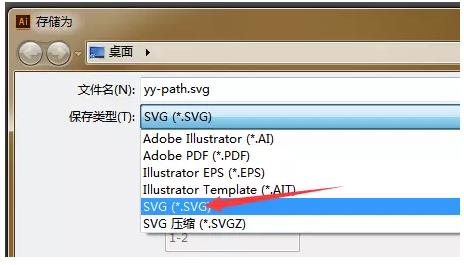 Ai 存储为
桌面
文件名(N): yy-path.svg
保存类型(T): SVG (*.SVG)
Adobe Illustrator (*.AI)
Adobe PDF (*.PDF)
Illustrator EPS (*.EPS)
Illustrator Template (*.AIT)
SVG (*.SVG)
SVG 压缩 (*.SVGZ)
1-2